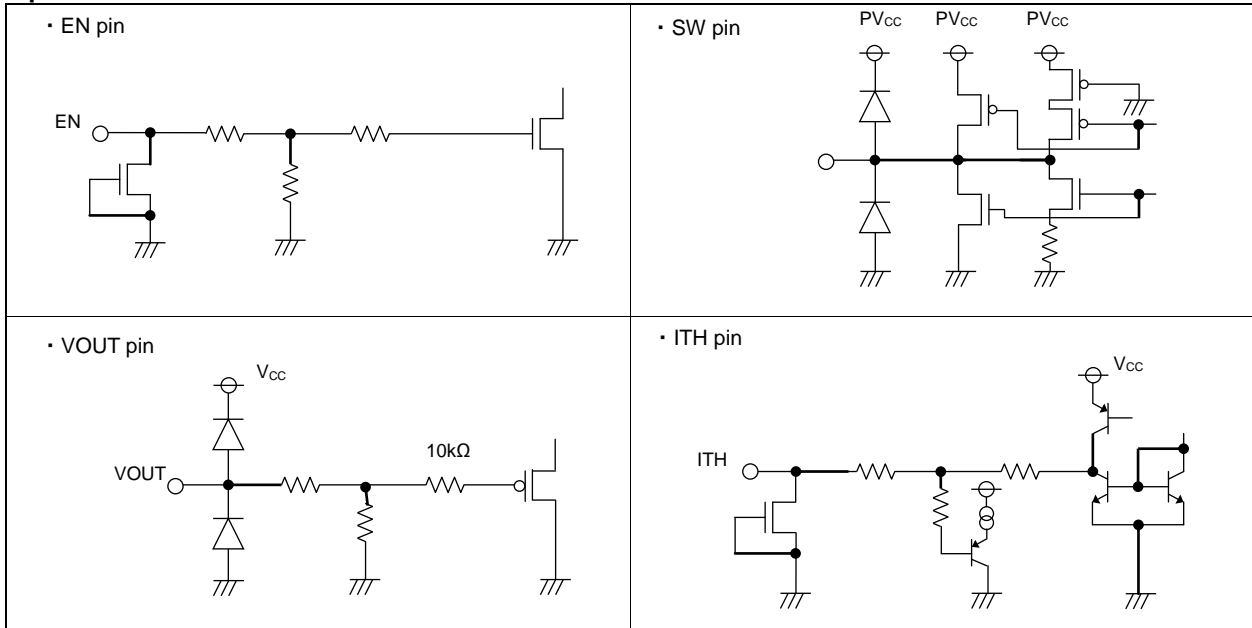 ・EN pin
EN
・SW pin
PVCC PVCC PVCC
・VOUT pin
VCC
VOUT
10kΩ
・ITH pin
VCC
ITH